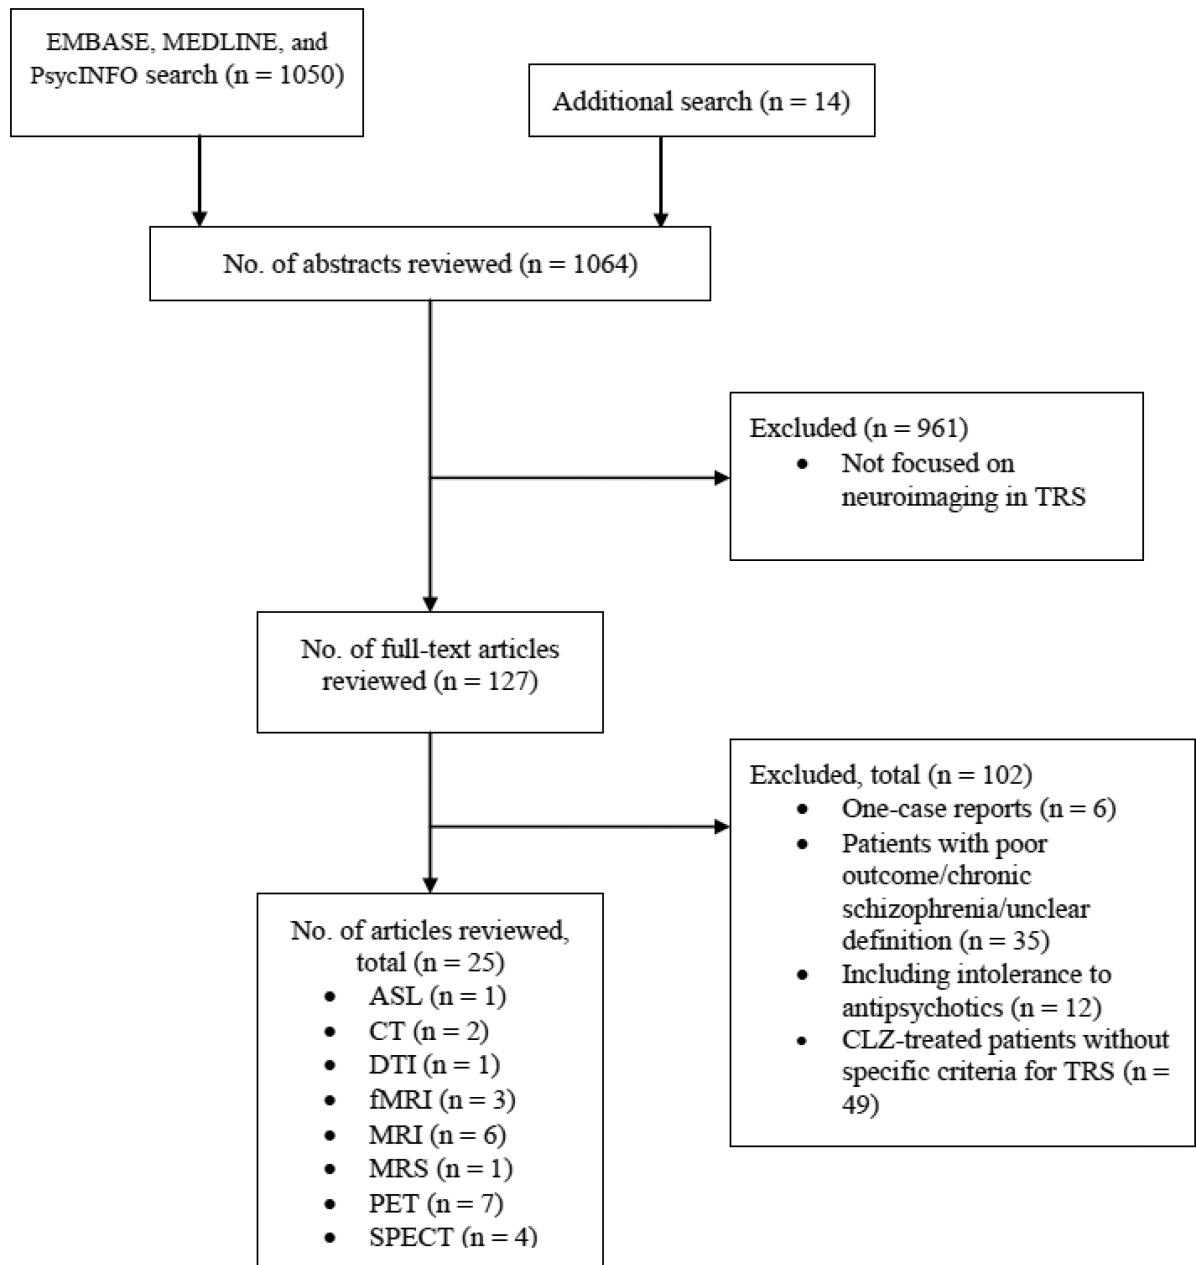 EMBASE, MEDLINE, and
PsycINFO search (n = 1050)
Additional search (n = 14)
No. of abstracts reviewed (n = 1064)
Excluded (n = 961)
• Not focused on
neuroimaging in TRS
No. of full-text articles
reviewed (n = 127)
Excluded, total (n = 102)
• One-case reports (n = 6)
• Patients with poor
outcome/chronic
schizophrenia/unclear
definition (n = 35)
• Including intolerance to
antipsychotics (n = 12)
• CLZ-treated patients without
specific criteria for TRS (n =
49)
No. of articles reviewed,
total (n = 25)
• ASL (n = 1)
• CT (n = 2)
• DTI (n = 1)
• fMRI (n = 3)
• MRI (n = 6)
• MRS (n = 1)
• PET (n = 7)
• SPECT (n = 4)